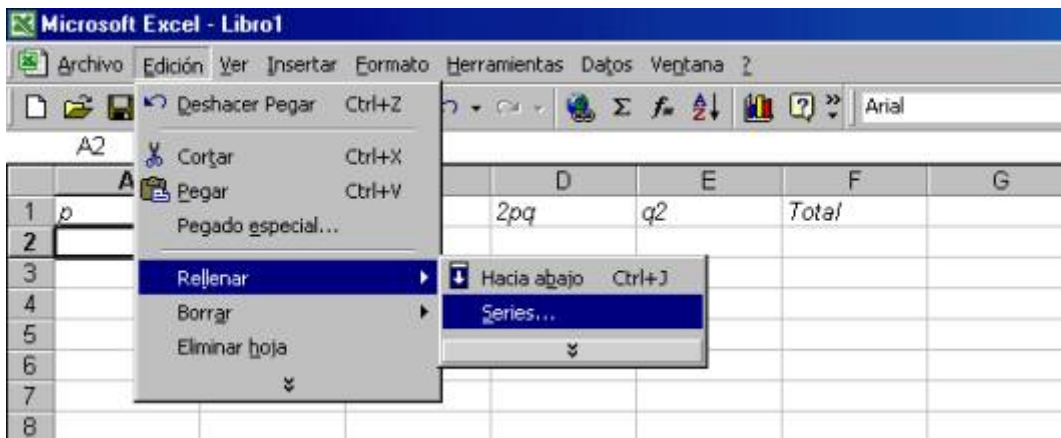 Microsoft Excel - Libro1
Archivo Edición Ver Insertar Formato Herramientas Datos Ventana ?
Σ Arial
A2
Deshacer Pegar Ctrl+Z
Cortar Ctrl+X
Pegar Ctrl+V
Pegado especial...
Rellenar
Borrar
Eliminar hoja
Hacia abajo Ctrl+J
Series...
A D E F G
1 p 2pq q2 Total
2
3
4
5
6
7
8